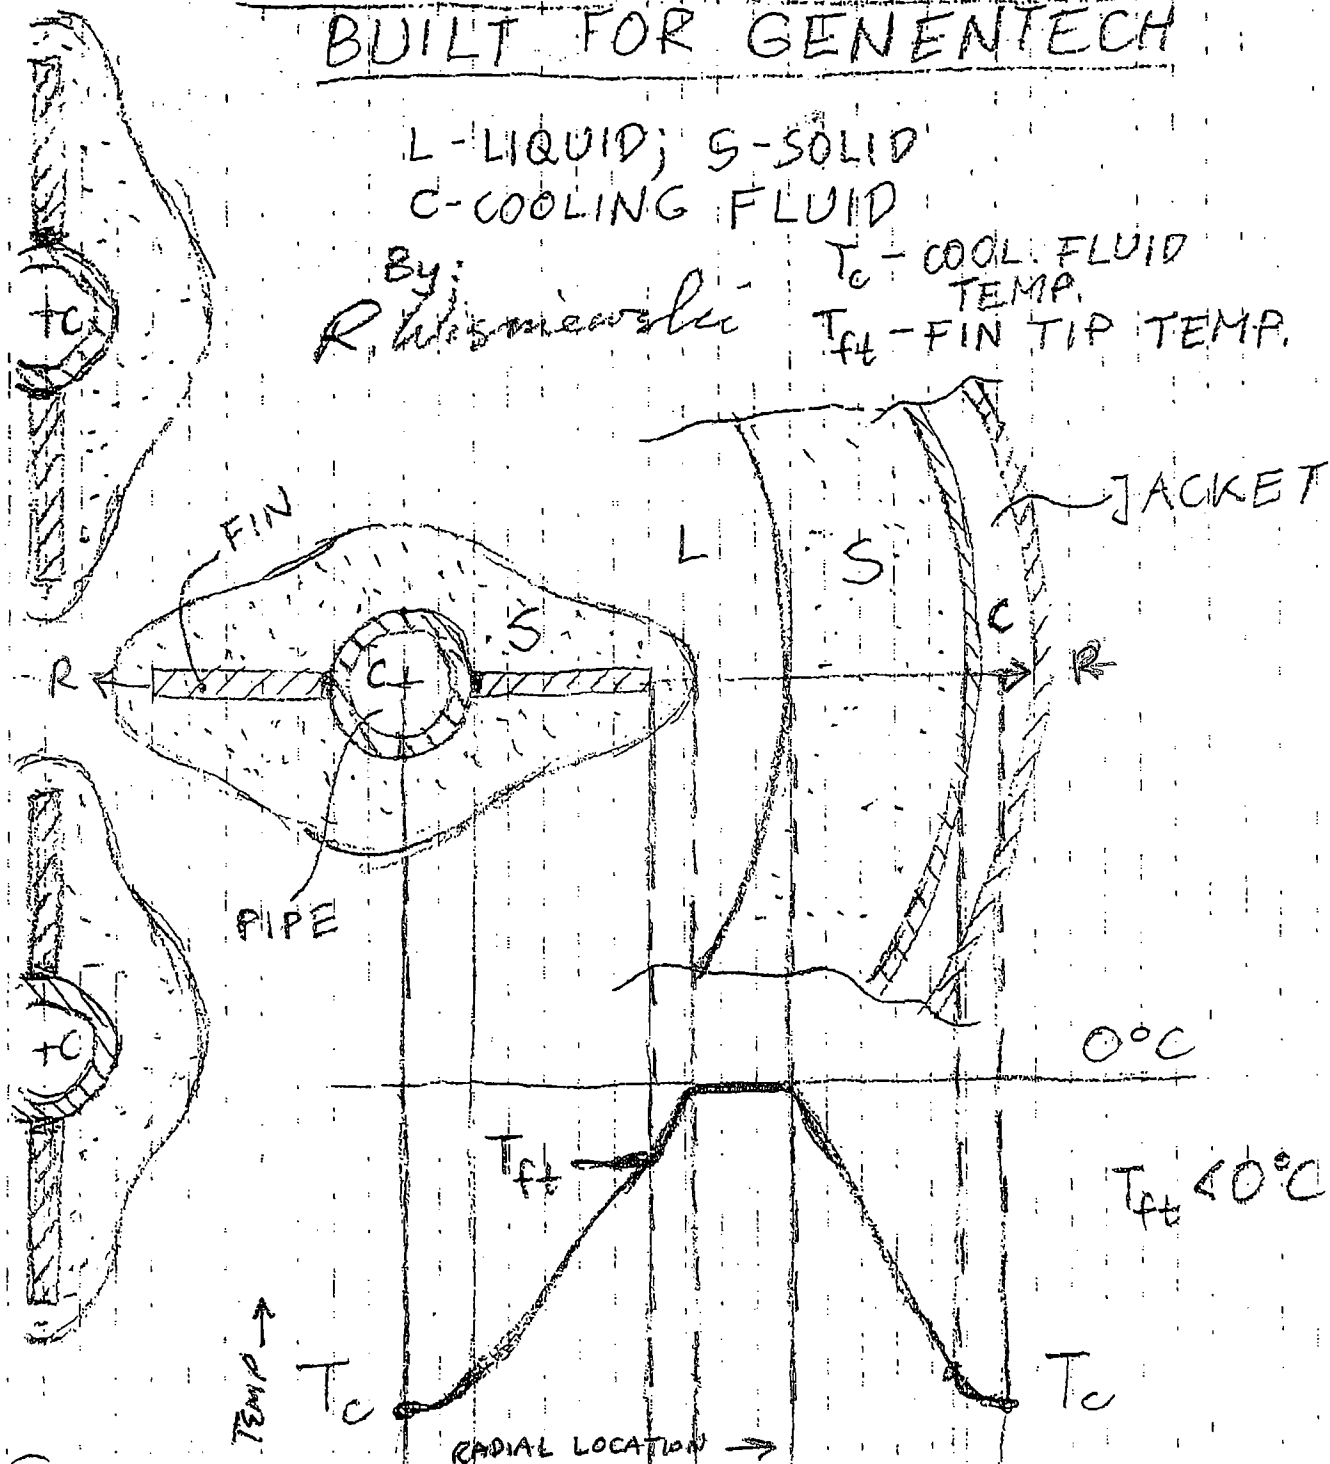 BUILT FOR GENENTECH
L-LIQUID; S-SOLID
C-COOLING FLUID
By:
R. Wisniewski
Tc - COOL. FLUID
TEMP.
Tft - FIN TIP TEMP.
+C
JACKET
FIN
L
S
S
C
R
C+
R
PIPE
+C
0°C
Tft
Tft <0°C
TEMP →
Tc
Tc
RADIAL LOCATION →